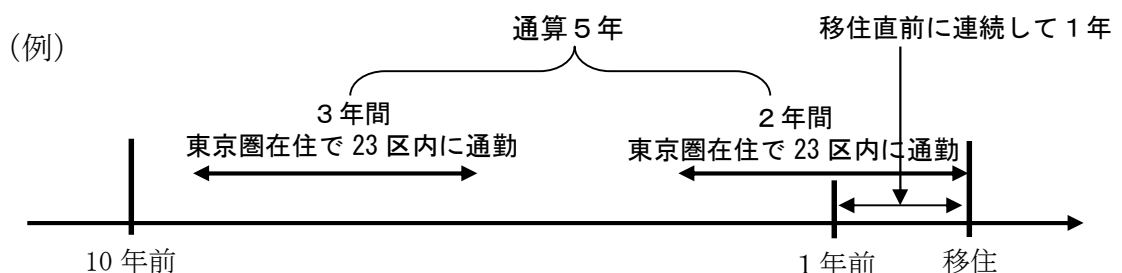 (例)
通算5年
移住直前に連続して1年
3年間
東京圏在住で 23 区内に通勤
2年間
東京圏在住で 23 区内に通勤
10 年前
1 年前
移住